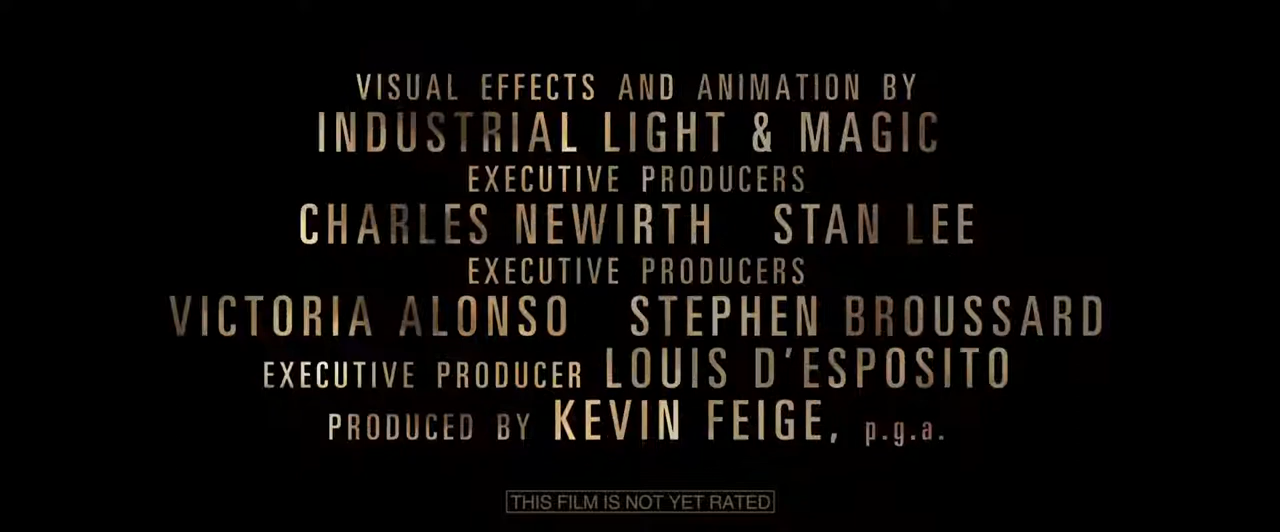 VISUAL EFFECTS AND ANIMATION BY
INDUSTRIAL LIGHT & MAGIC
EXECUTIVE PRODUCERS
CHARLES NEWIRTH STAN LEE
EXECUTIVE PRODUCERS
VICTORIA ALONSO STEPHEN BROUSSARD
EXECUTIVE PRODUCER LOUIS D'ESPOSITO
PRODUCED BY KEVIN FEIGE, p.g.a.
THIS FILM IS NOT YET RATED